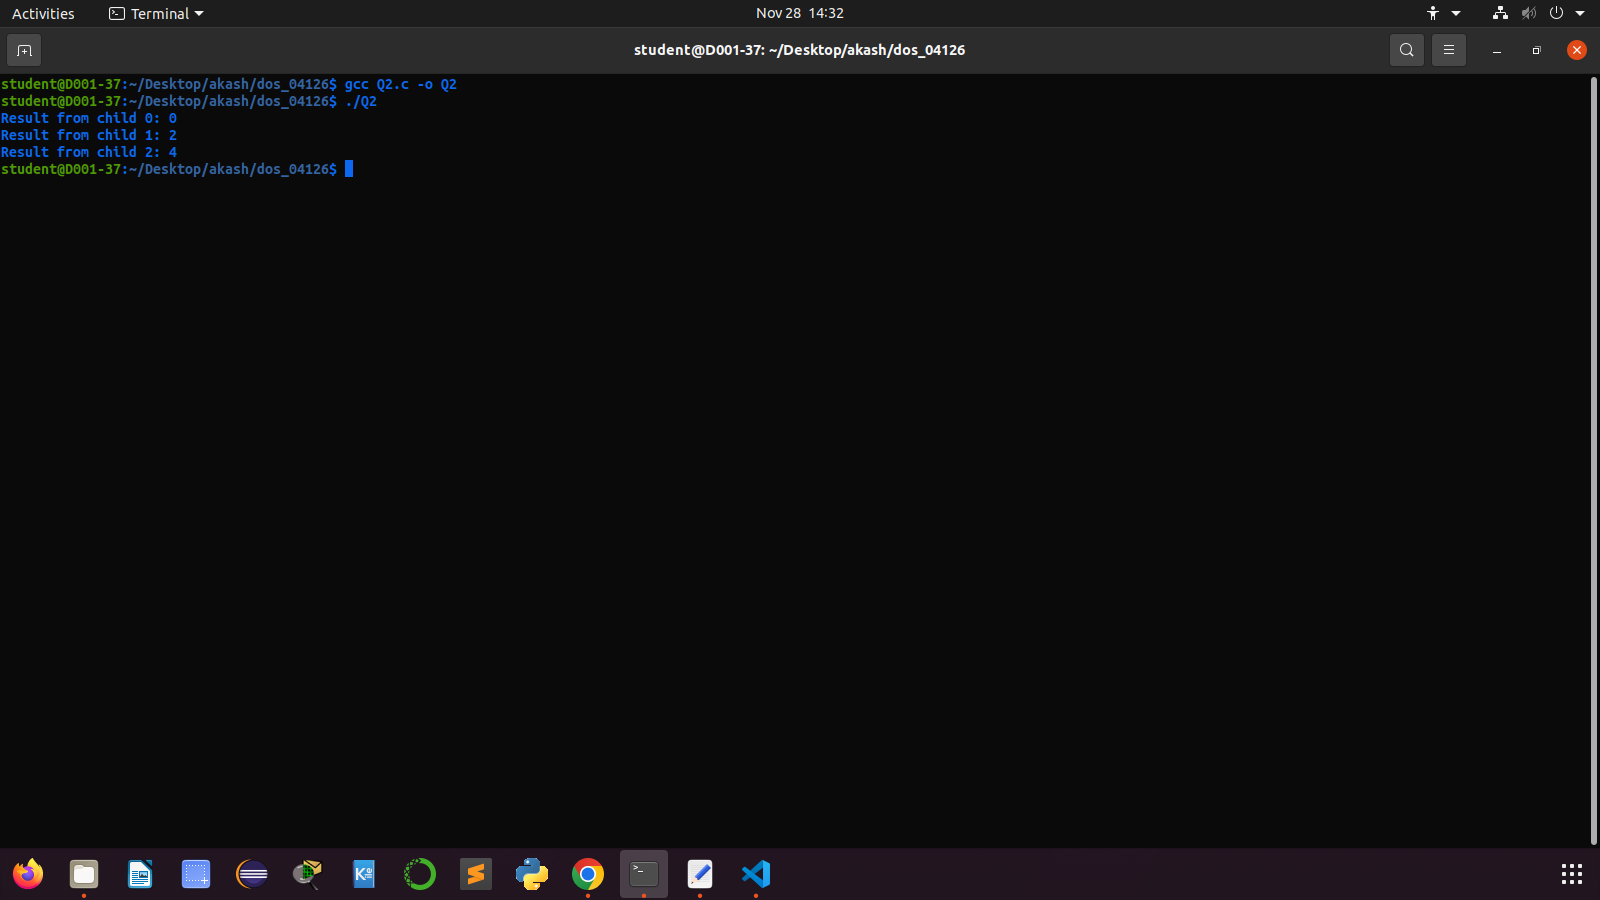 Activities
Terminal
Nov 28 14:32
student@D001-37: ~/Desktop/akash/dos_04126
student@D001-37:~/Desktop/akash/dos_04126$ gcc Q2.c -o Q2
student@D001-37:~/Desktop/akash/dos_04126$ ./Q2
Result from child 0: 0
Result from child 1: 2
Result from child 2: 4
student@D001-37:~/Desktop/akash/dos_04126$
Kile